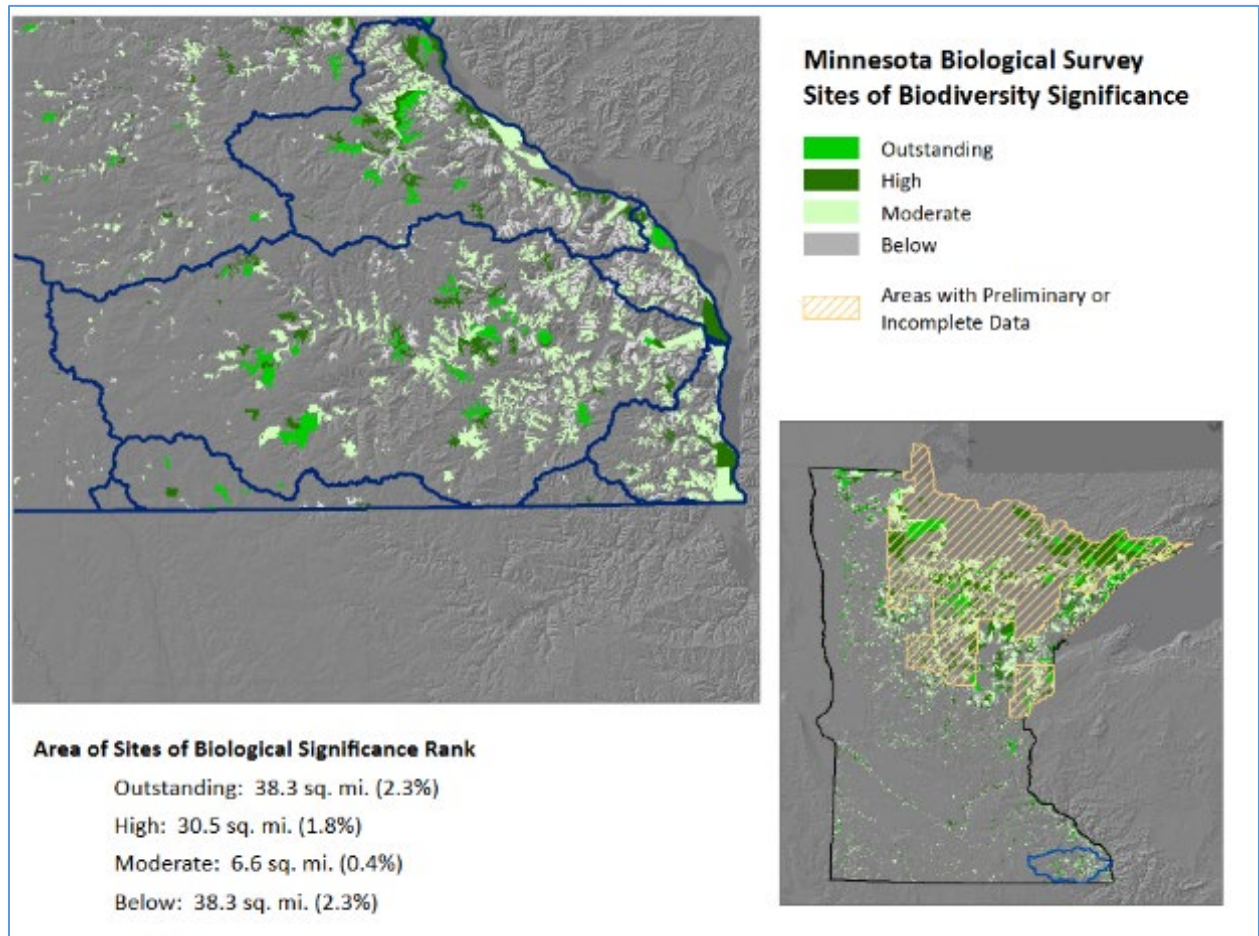 Minnesota Biological Survey
Sites of Biodiversity Significance
Outstanding
High
Moderate
Below
Areas with Preliminary or
Incomplete Data
Area of Sites of Biological Significance Rank
Outstanding: 38.3 sq. mi. (2.3%)
High: 30.5 sq. mi. (1.8%)
Moderate: 6.6 sq. mi. (0.4%)
Below: 38.3 sq. mi. (2.3%)